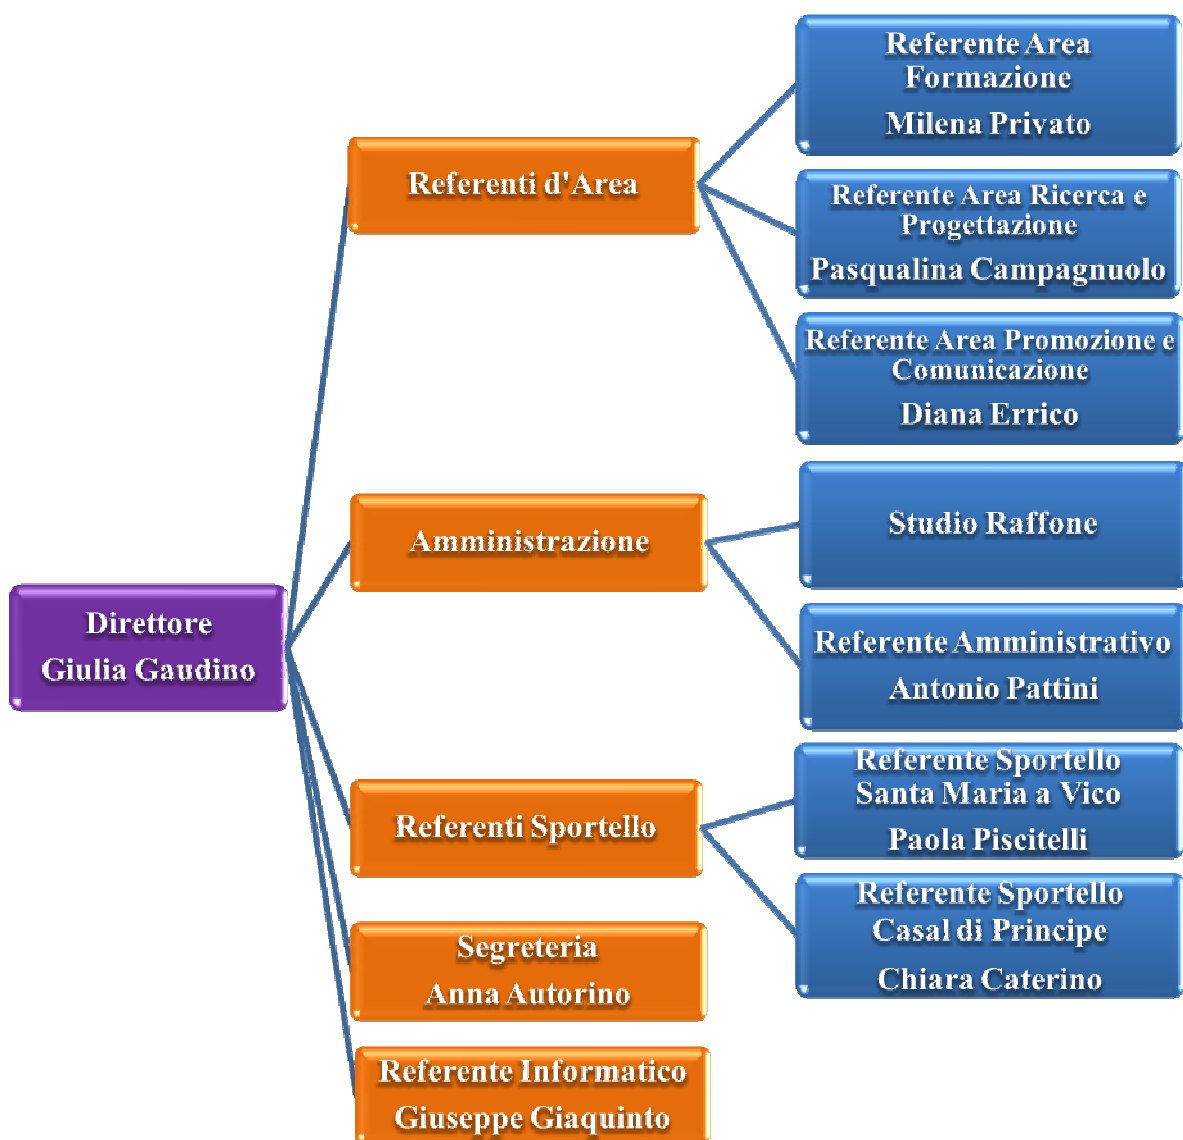 Direttore
Giulia Gaudino
Referenti d'Area
Referente Area
Formazione
Milena Privato
Referente Area Ricerca e
Progettazione
Pasqualina Campagnuolo
Referente Area Promozione e
Comunicazione
Diana Errico
Amministrazione
Studio Raffone
Referente Amministrativo
Antonio Pattini
Referenti Sportello
Referente Sportello
Santa Maria a Vico
Paola Piscitelli
Referente Sportello
Casal di Principe
Chiara Caterino
Segreteria
Anna Autorino
Referente Informatico
Giuseppe Giaquinto